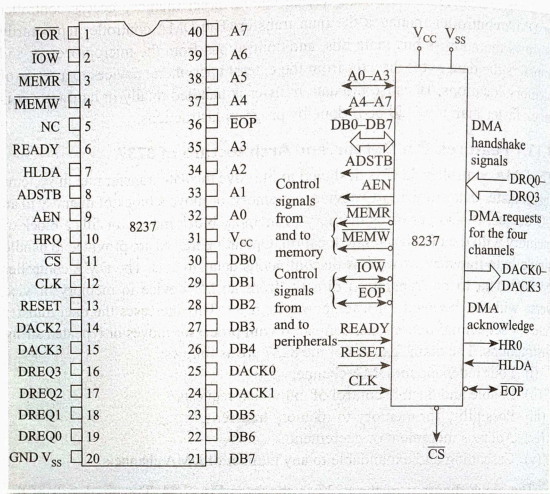 IOR 1 40 A7
IOW 2 39 A6
MEMR 3 38 A5
MEMW 4 37 A4
NC 5 36 EOP
READY 6 35 A3
HLDA 7 34 A2
ADSTB 8 33 A1
AEN 9 32 A0
HRQ 10 31 VCC
CS 11 30 DB0
CLK 12 29 DB1
RESET 13 28 DB2
DACK2 14 27 DB3
DACK3 15 26 DB4
DREQ3 16 25 DACK0
DREQ2 17 24 DACK1
DREQ1 18 23 DB5
DREQ0 19 22 DB6
GND VSS 20 21 DB7
8237
VCC VSS
A0–A3
A4–A7
DB0–DB7
ADSTB
AEN
Control
signals
from
and to
memory
MEMR
MEMW
Control
signals
from
and to
peripherals
IOW
EOP
READY
RESET
CLK
8237
DMA
handshake
signals
DRQ0–
DRQ3
DMA requests
for the four
channels
DACK0–
DACK3
DMA
acknowledge
HR0
HLDA
EOP
CS